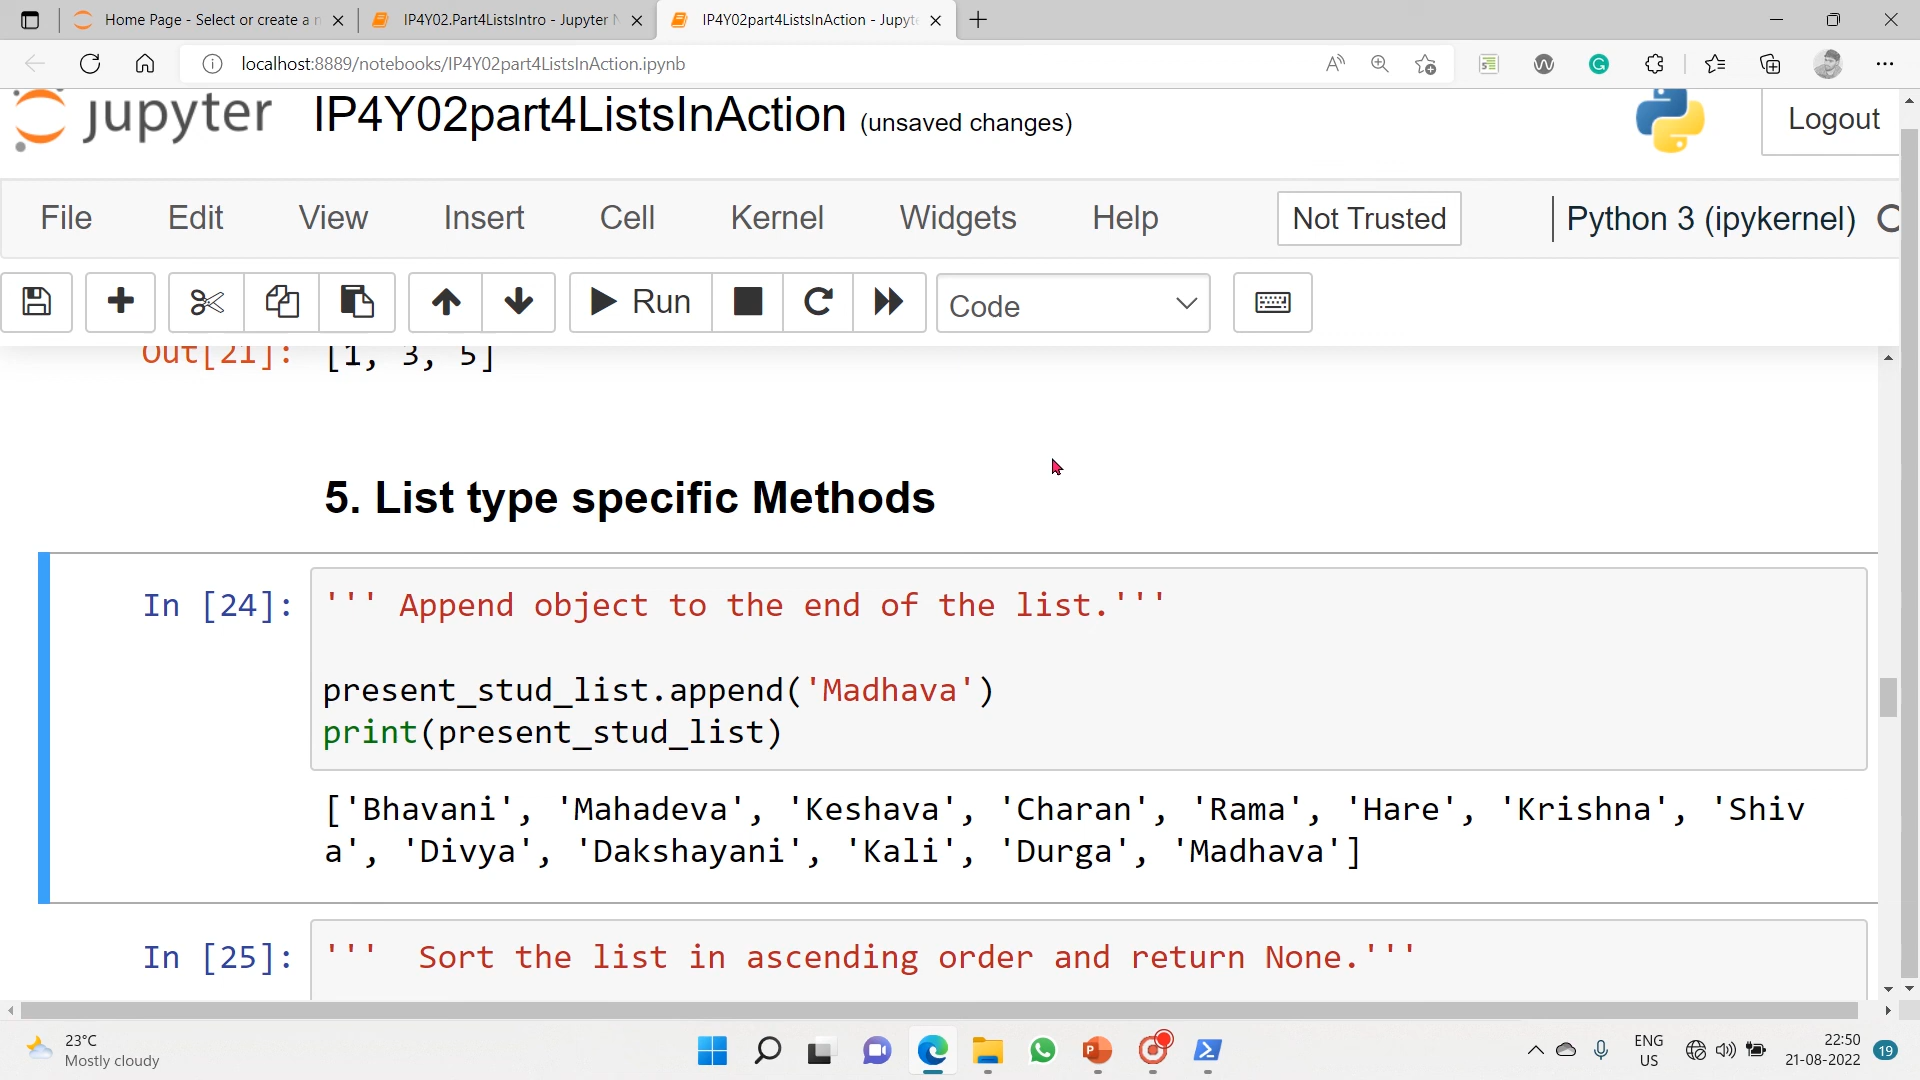 Home Page - Select or create a n
IP4Y02.Part4ListsIntro - Jupyter N
IP4Y02part4ListsInAction - Jupyte
localhost:8889/notebooks/IP4Y02part4ListsInAction.ipynb
jupyter IP4Y02part4ListsInAction (unsaved changes)
Logout
File Edit View Insert Cell Kernel Widgets Help Not Trusted Python 3 (ipykernel)
Run Code
Out[21]: [1, 3, 5]
5. List type specific Methods
In [24]: ''' Append object to the end of the list.'''
present_stud_list.append('Madhava')
print(present_stud_list)
['Bhavani', 'Mahadeva', 'Keshava', 'Charan', 'Rama', 'Hare', 'Krishna', 'Shiv
a', 'Divya', 'Dakshayani', 'Kali', 'Durga', 'Madhava']
In [25]: ''' Sort the list in ascending order and return None.'''
23°C
Mostly cloudy
ENG
US
22:50
21-08-2022
19